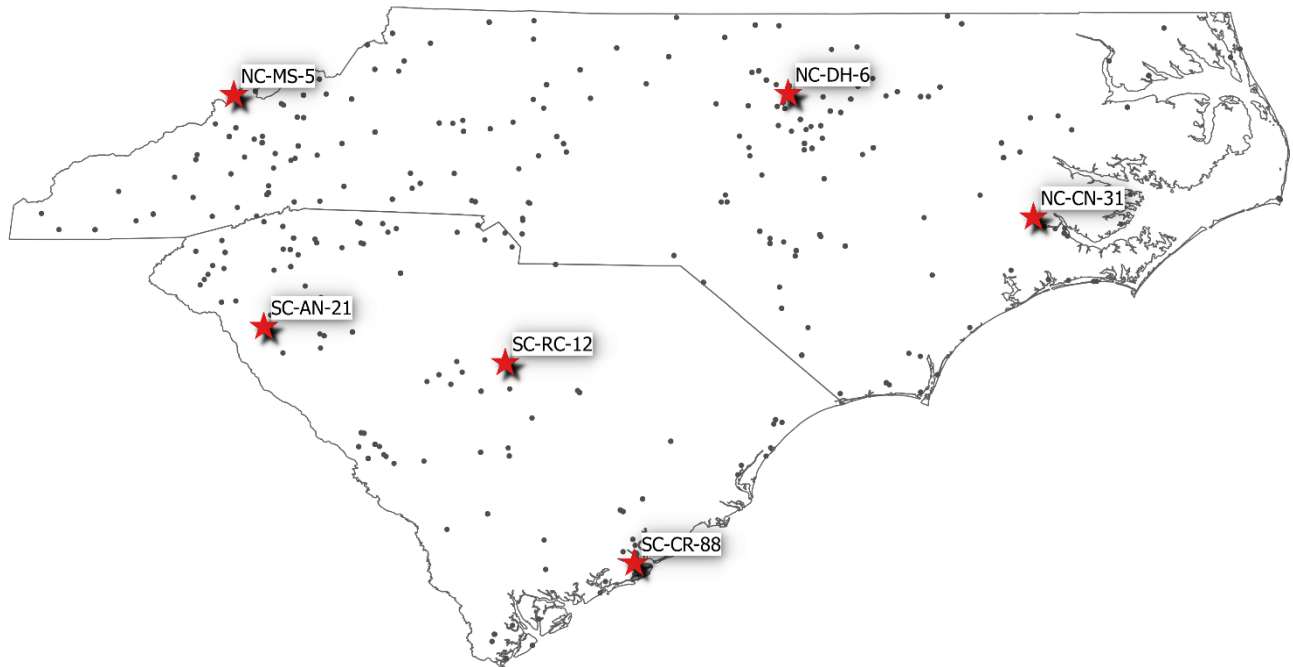 NC-MS-5
NC-DH-6
NC-CN-31
SC-AN-21
SC-RC-12
SC-CR-88